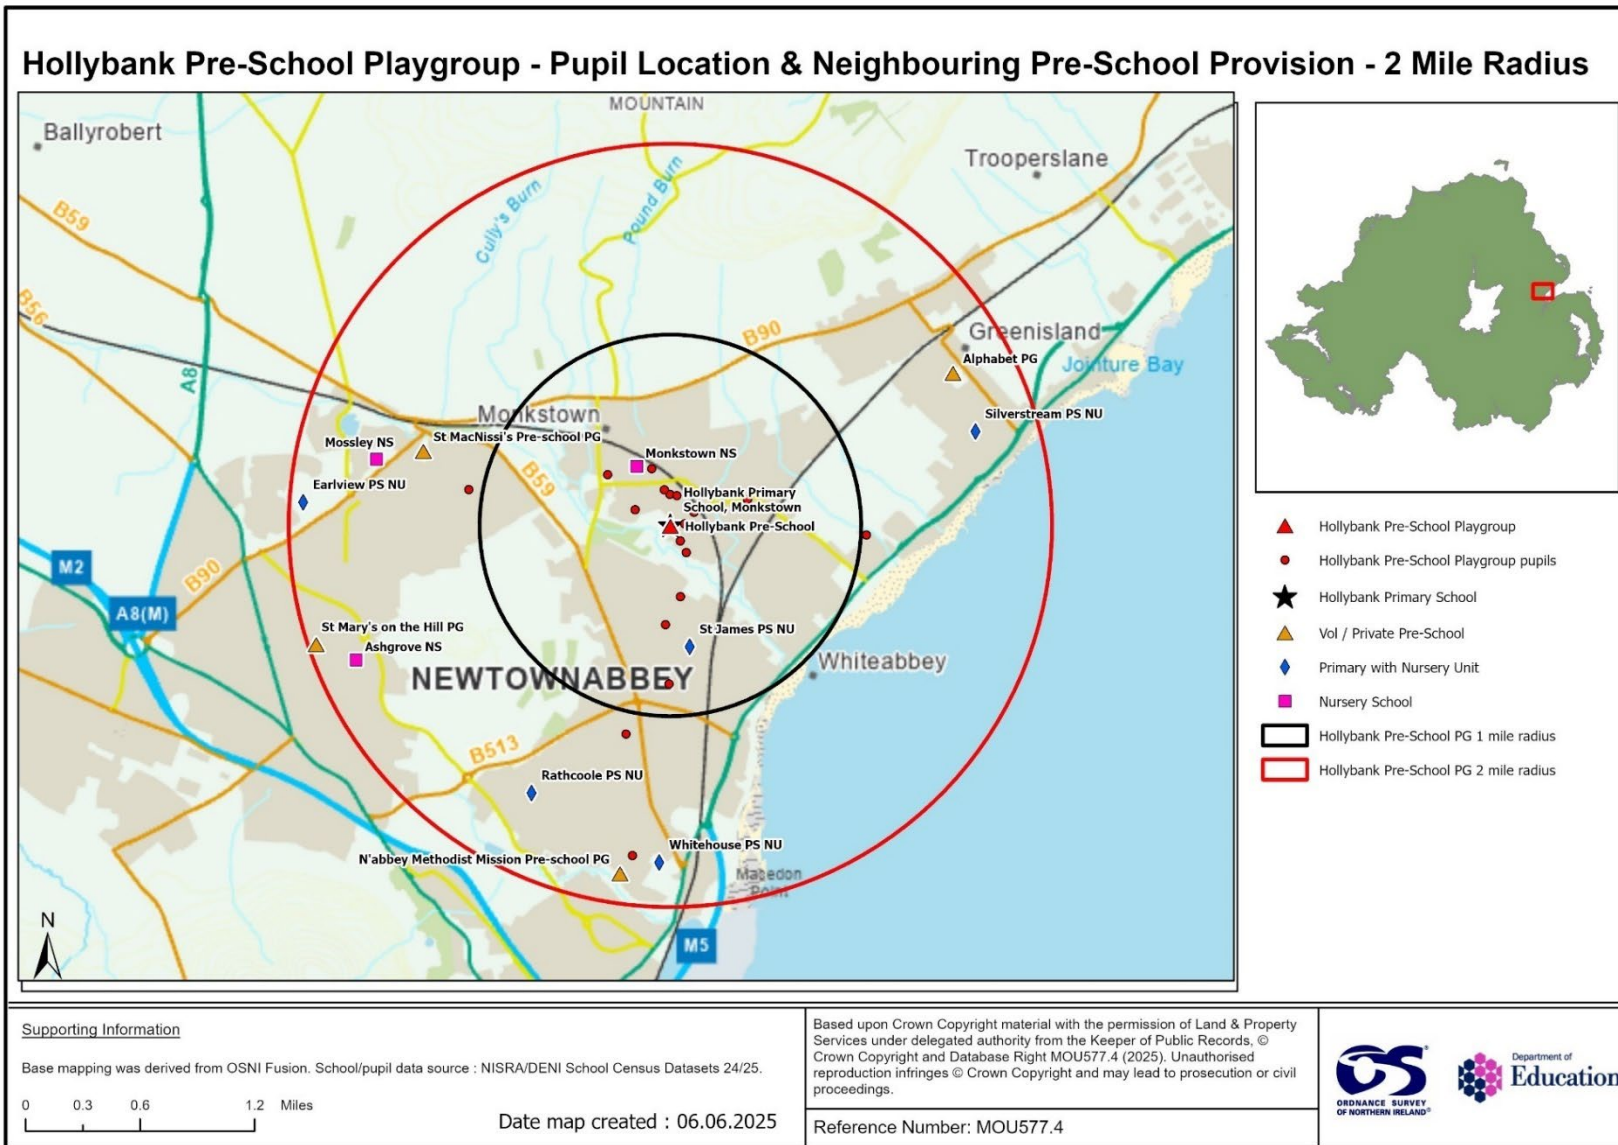 Hollybank Pre-School Playgroup - Pupil Location & Neighbouring Pre-School Provision - 2 Mile Radius
MOUNTAIN
Ballyrobert
Trooperslane
B59
Cully's Burn
Pound Burn
B56
A8
B90
Greenisland
Alphabet PG
Jointure Bay
Silverstream PS NU
Monkstown
St MacNissi's Pre-school PG
Mossley NS
Monkstown NS
Earlview PS NU
B59
Hollybank Primary
School, Monkstown
Hollybank Pre-School
M2
B90
A8(M)
St Mary's on the Hill PG
Ashgrove NS
St James PS NU
Whiteabbey
NEWTOWNABBEY
B513
Rathcoole PS NU
Whitehouse PS NU
N'abbey Methodist Mission Pre-school PG
Macedon
Point
M5
N
Hollybank Pre-School Playgroup
Hollybank Pre-School Playgroup pupils
Hollybank Primary School
Vol / Private Pre-School
Primary with Nursery Unit
Nursery School
Hollybank Pre-School PG 1 mile radius
Hollybank Pre-School PG 2 mile radius
Supporting Information
Base mapping was derived from OSNI Fusion. School/pupil data source : NISRA/DENI School Census Datasets 24/25.
0 0.3 0.6 1.2 Miles
Date map created : 06.06.2025
Based upon Crown Copyright material with the permission of Land & Property
Services under delegated authority from the Keeper of Public Records, ©
Crown Copyright and Database Right MOU577.4 (2025). Unauthorised
reproduction infringes © Crown Copyright and may lead to prosecution or civil
proceedings.
Reference Number: MOU577.4
OS
ORDNANCE SURVEY
OF NORTHERN IRELAND®
Department of
Education